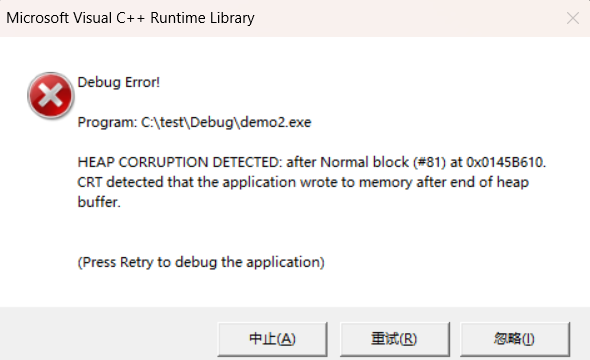 Microsoft Visual C++ Runtime Library
Debug Error!
Program: C:\test\Debug\demo2.exe
HEAP CORRUPTION DETECTED: after Normal block (#81) at 0x0145B610.
CRT detected that the application wrote to memory after end of heap
buffer.
(Press Retry to debug the application)
中止(A)
重试(R)
忽略(I)